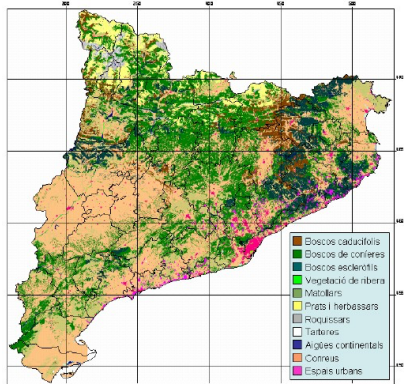 Boscos caducifolis
Boscos de coníferes
Boscos escleròfils
Vegetació de ribera
Matollars
Prats i herbassars
Roquissars
Tarteres
Aigües continentals
Conreus
Espais urbans